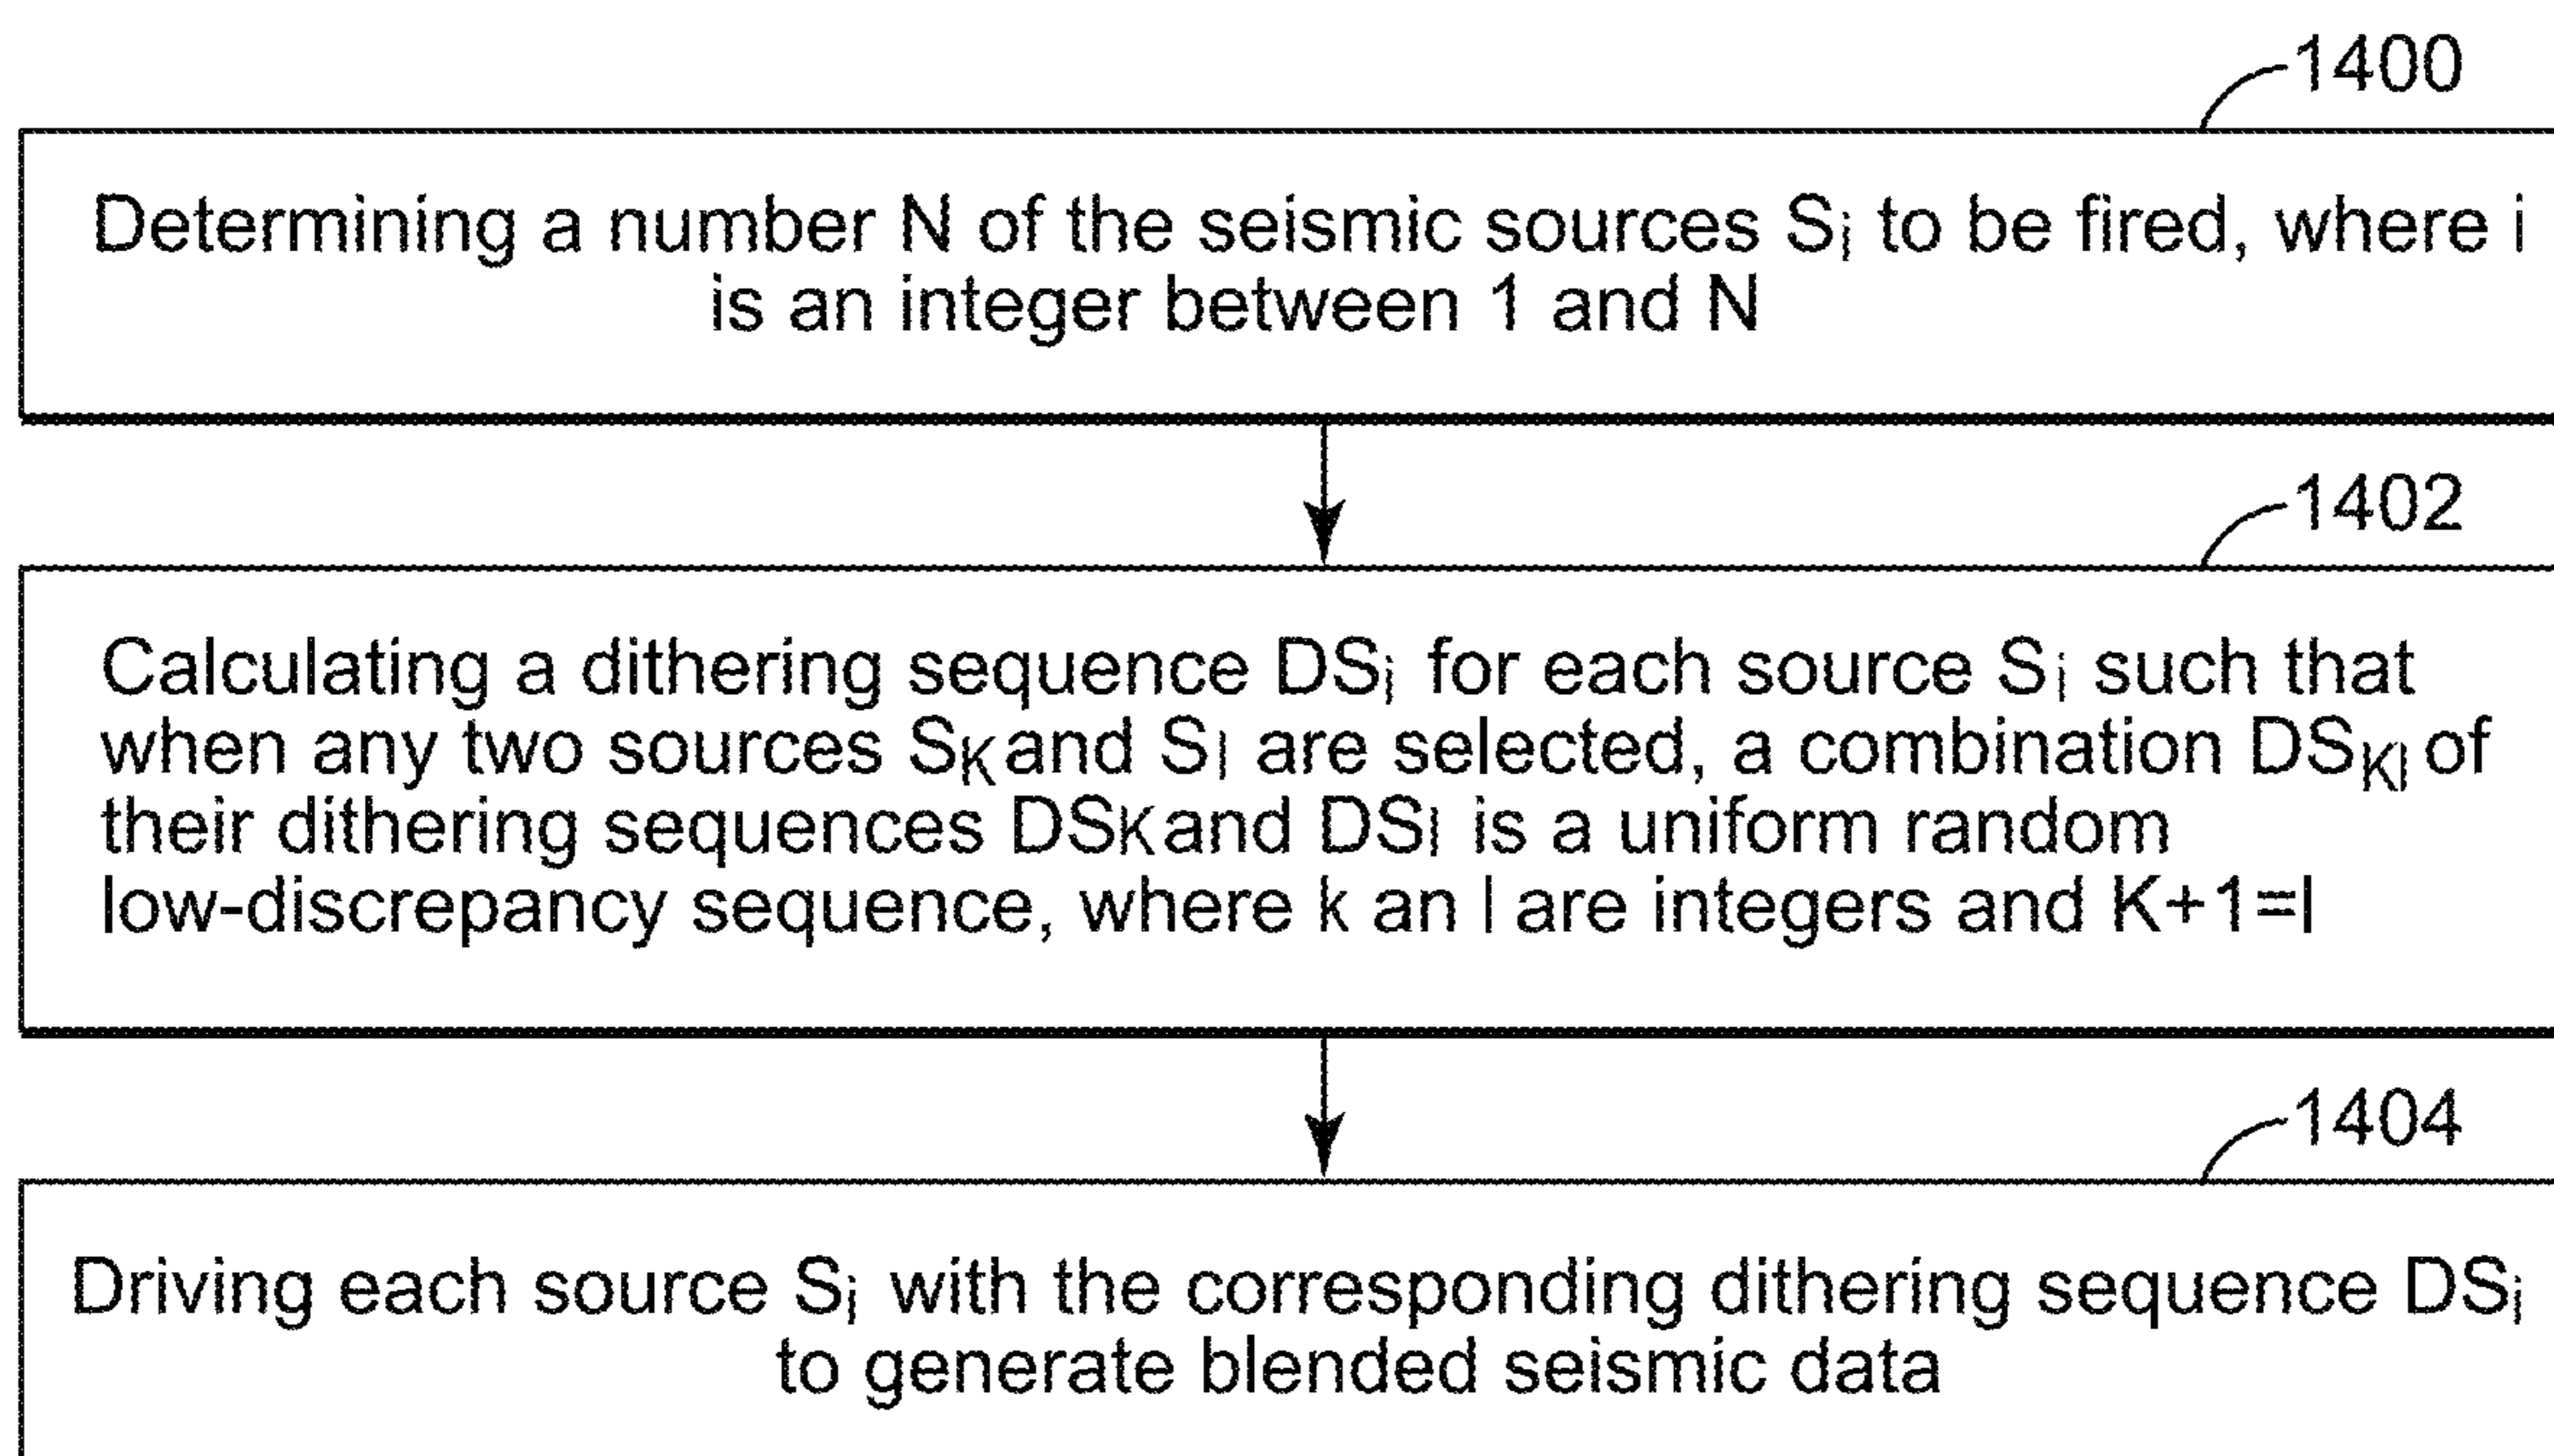 1400
Determining a number N of the seismic sources Si to be fired, where i
is an integer between 1 and N
1402
Calculating a dithering sequence DSi for each source Si such that
when any two sources SK and Sl are selected, a combination DSKl of
their dithering sequences DSK and DSl is a uniform random
low-discrepancy sequence, where k an l are integers and K+1=l
1404
Driving each source Si with the corresponding dithering sequence DSi
to generate blended seismic data